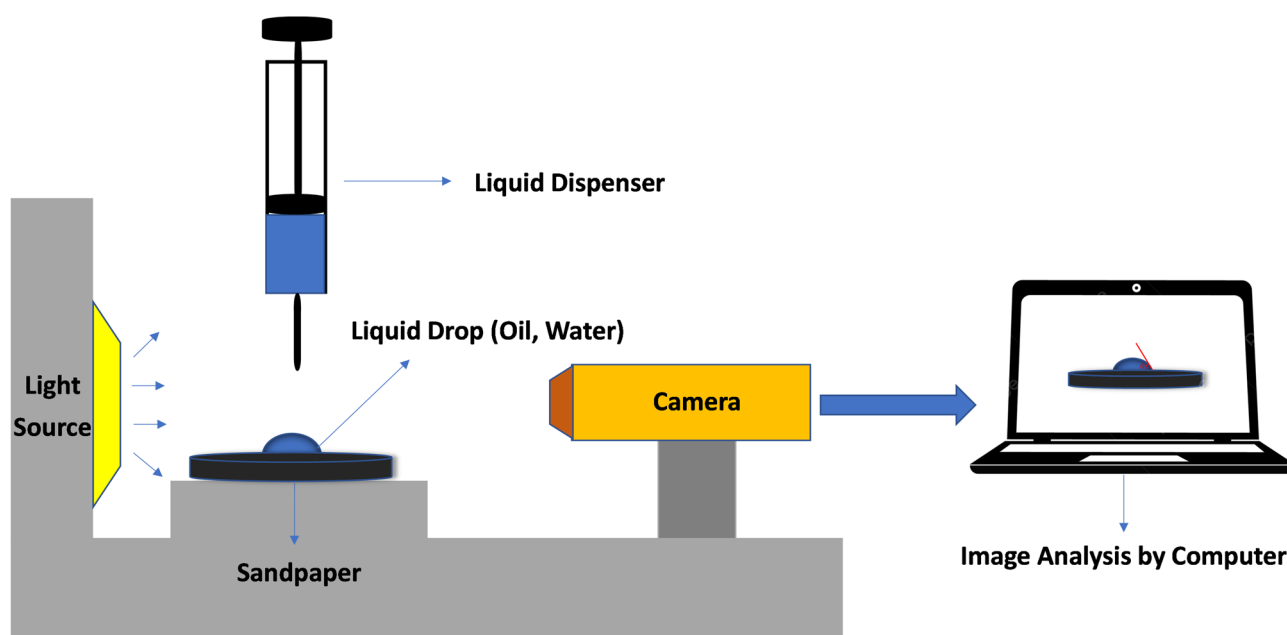 Liquid Dispenser
Liquid Drop (Oil, Water)
Light
Source
Camera
Sandpaper
Image Analysis by Computer